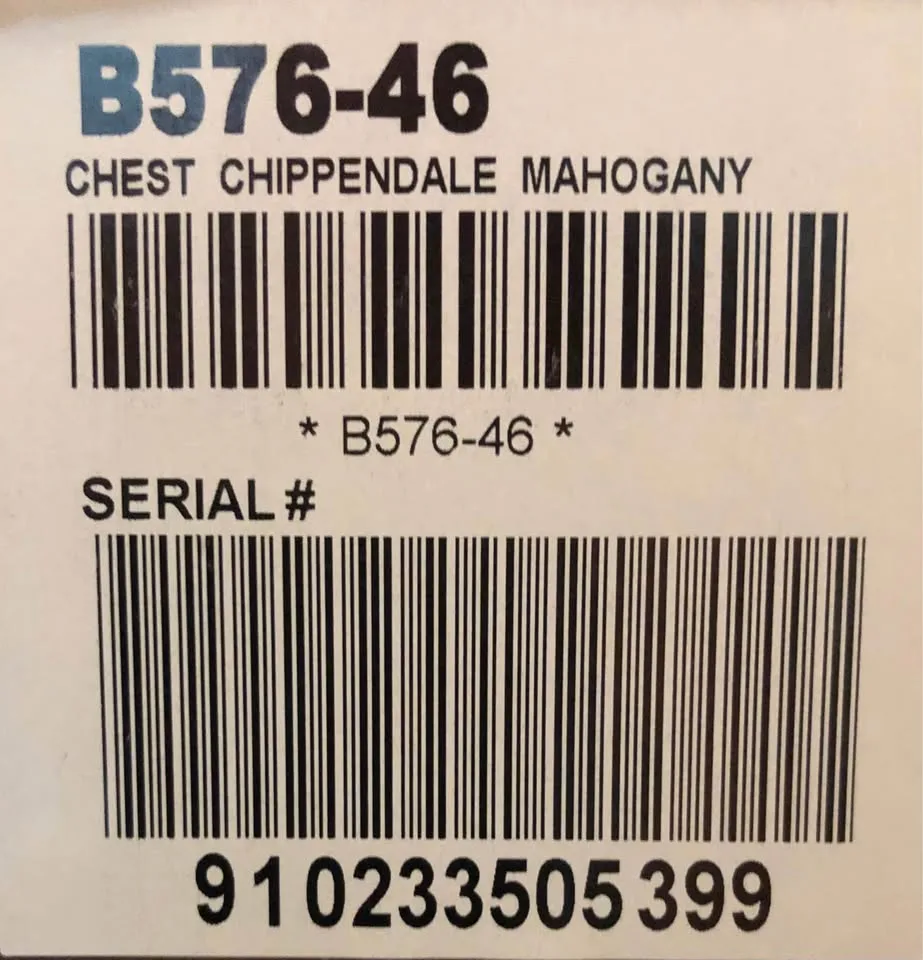 B576-46
CHEST CHIPPENDALE MAHOGANY
* B576-46 *
SERIAL#
910233505399